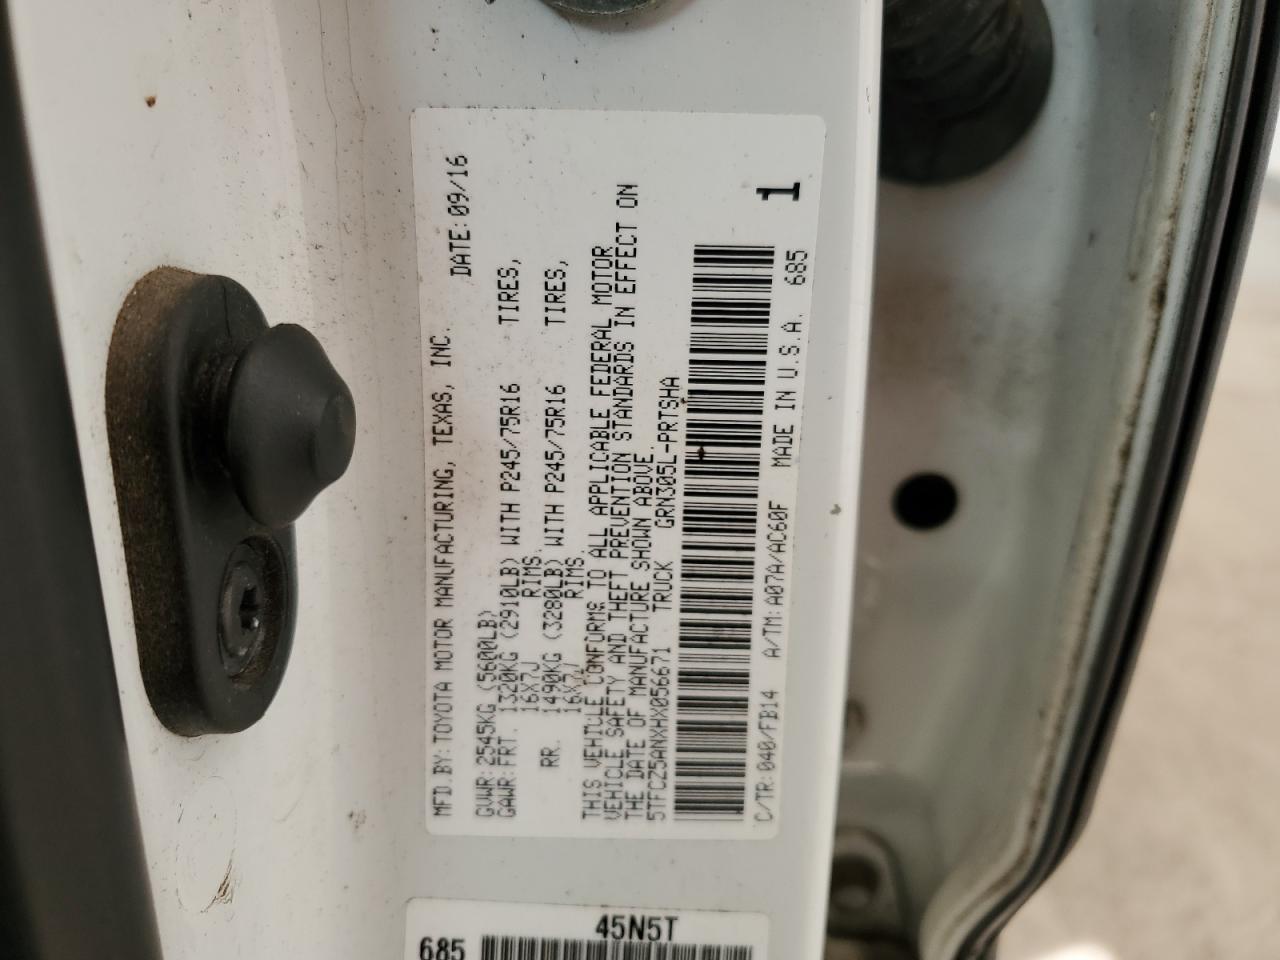 MFD.BY: TOYOTA MOTOR MANUFACTURING, TEXAS, INC. DATE: 09/16
GVWR: 2545KG (5600LB)
GAWR: FRT. 1320KG (2910LB) WITH P245/75R16 TIRES,
16X7J RIMS.
RR. 1490KG (3280LB) WITH P245/75R16 TIRES,
16X7J RIMS.
THIS VEHICLE CONFORMS TO ALL APPLICABLE FEDERAL MOTOR
VEHICLE SAFETY AND THEFT PREVENTION STANDARDS IN EFFECT ON
THE DATE OF MANUFACTURE SHOWN ABOVE.
5TFCZ5ANXHX056671 TRUCK GRN305L-PRTSHA
C/TR: 040/FB14 A/TM: A07A/AC60F MADE IN U.S.A. 685
1
45N5T
685